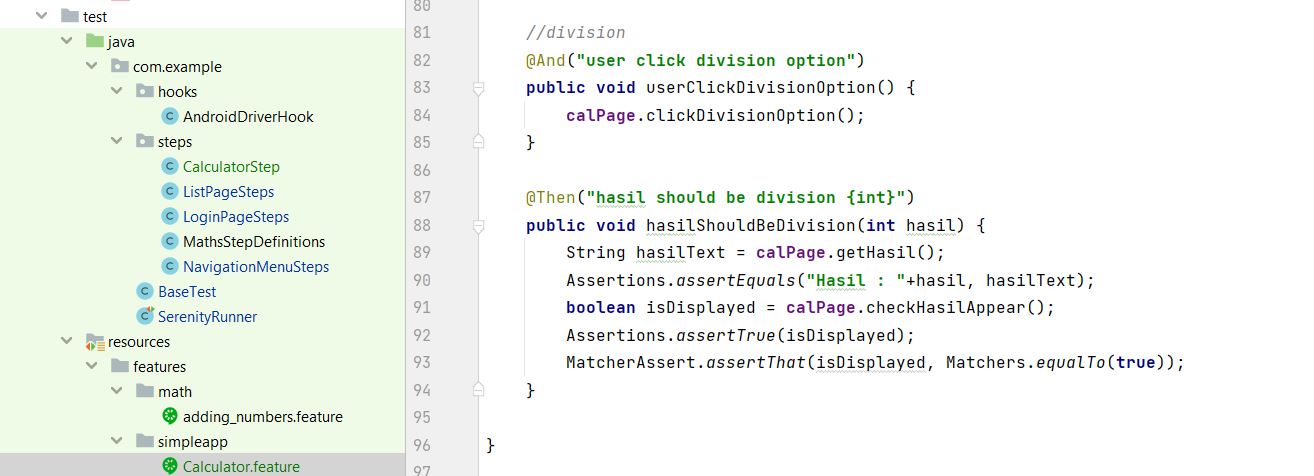 test
java
com.example
hooks
AndroidDriverHook
steps
CalculatorStep
ListPageSteps
LoginPageSteps
MathsStepDefinitions
NavigationMenuSteps
BaseTest
SerenityRunner
resources
features
math
adding_numbers.feature
simpleapp
Calculator.feature
80
81 //division
82 @And("user click division option")
83 public void userClickDivisionOption() {
84 calPage.clickDivisionOption();
85 }
86
87 @Then("hasil should be division {int}")
88 public void hasilShouldBeDivision(int hasil) {
89 String hasilText = calPage.getHasil();
90 Assertions.assertEquals("Hasil : "+hasil, hasilText);
91 boolean isDisplayed = calPage.checkHasilAppear();
92 Assertions.assertTrue(isDisplayed);
93 MatcherAssert.assertThat(isDisplayed, Matchers.equalTo(true));
94 }
95
96 }
97